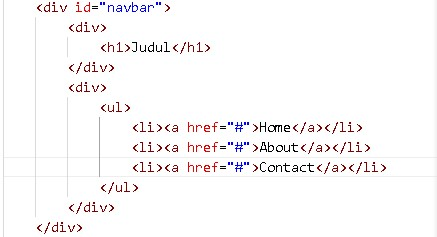 <div id="navbar">
<div>
<h1>Judul</h1>
</div>
<div>
<ul>
<li><a href="#">Home</a></li>
<li><a href="#">About</a></li>
<li><a href="#">Contact</a></li>
</ul>
</div>
</div>